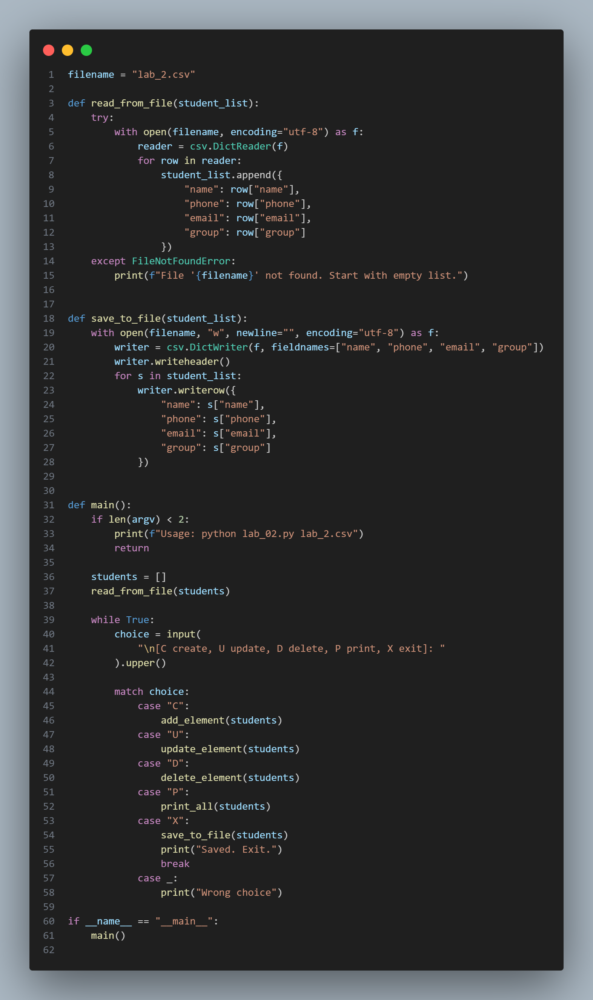 1 filename = "lab_2.csv"
2
3 def read_from_file(student_list):
4     try:
5         with open(filename, encoding="utf-8") as f:
6             reader = csv.DictReader(f)
7             for row in reader:
8                 student_list.append({
9                     "name": row["name"],
10                     "phone": row["phone"],
11                     "email": row["email"],
12                     "group": row["group"]
13                 })
14     except FileNotFoundError:
15         print(f"File '{filename}' not found. Start with empty list.")
16
17
18 def save_to_file(student_list):
19     with open(filename, "w", newline="", encoding="utf-8") as f:
20         writer = csv.DictWriter(f, fieldnames=["name", "phone", "email", "group"])
21         writer.writeheader()
22         for s in student_list:
23             writer.writerow({
24                 "name": s["name"],
25                 "phone": s["phone"],
26                 "email": s["email"],
27                 "group": s["group"]
28             })
29
30
31 def main():
32     if len(argv) < 2:
33         print(f"Usage: python lab_02.py lab_2.csv")
34         return
35
36     students = []
37     read_from_file(students)
38
39     while True:
40         choice = input(
41             "\n[C create, U update, D delete, P print, X exit]: "
42         ).upper()
43
44         match choice:
45             case "C":
46                 add_element(students)
47             case "U":
48                 update_element(students)
49             case "D":
50                 delete_element(students)
51             case "P":
52                 print_all(students)
53             case "X":
54                 save_to_file(students)
55                 print("Saved. Exit.")
56                 break
57             case _:
58                 print("Wrong choice")
59
60 if __name__ == "__main__":
61     main()
62